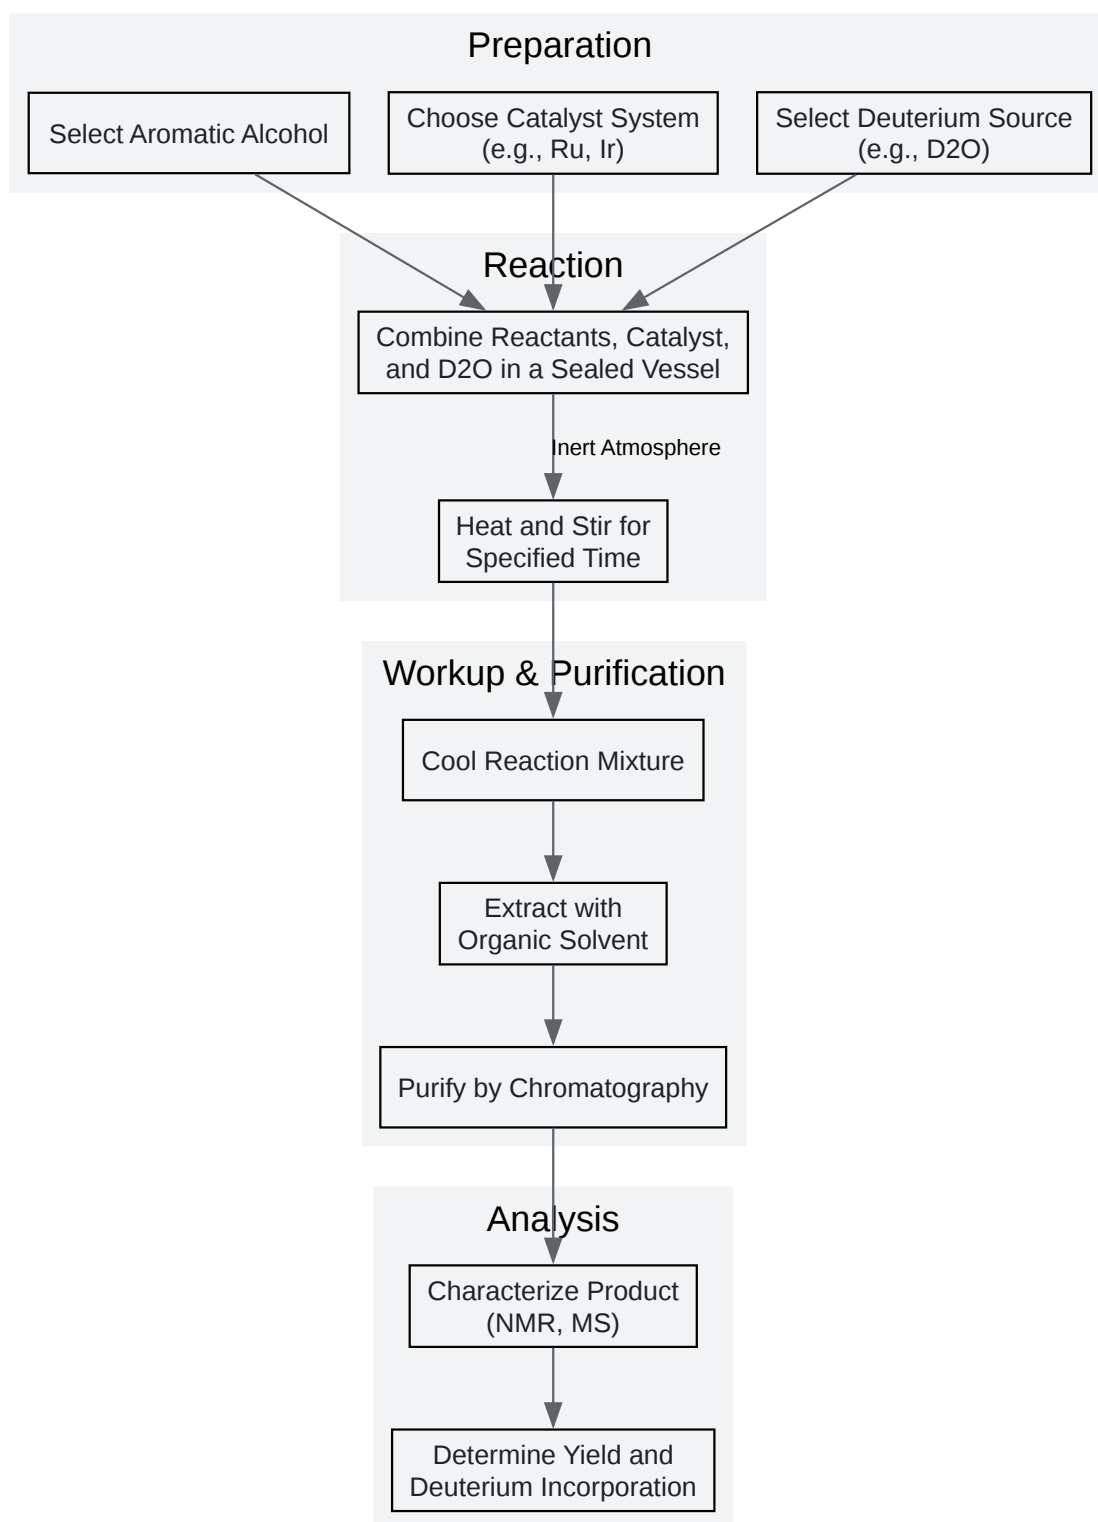 Preparation
Select Aromatic Alcohol
Choose Catalyst System
(e.g., Ru, Ir)
Select Deuterium Source
(e.g., D2O)
Reaction
Combine Reactants, Catalyst,
and D2O in a Sealed Vessel
Inert Atmosphere
Heat and Stir for
Specified Time
Workup & Purification
Cool Reaction Mixture
Extract with
Organic Solvent
Purify by Chromatography
Analysis
Characterize Product
(NMR, MS)
Determine Yield and
Deuterium Incorporation